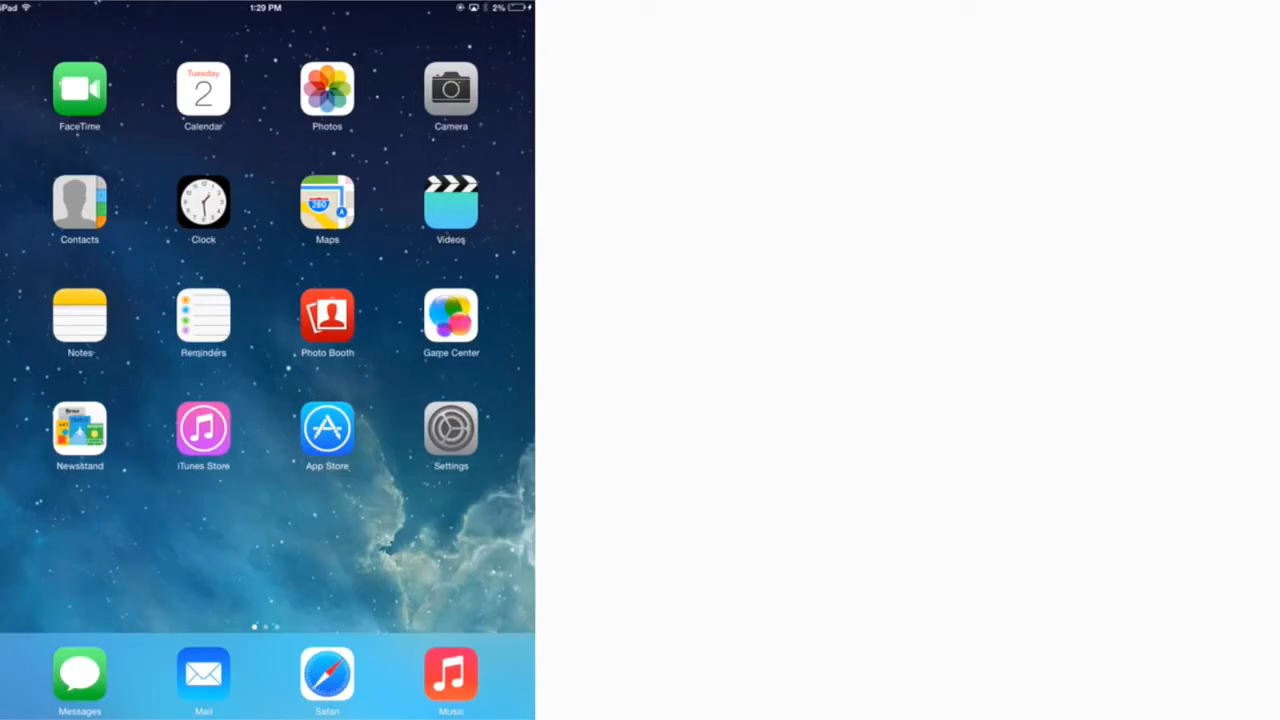 iPad 1:29 PM 2%
Tuesday
2
FaceTime Calendar Photos Camera
280
Contacts Clock Maps Videos
Notes Reminders Photo Booth Game Center
Newsstand iTunes Store App Store Settings
Messages Mail Safari Music